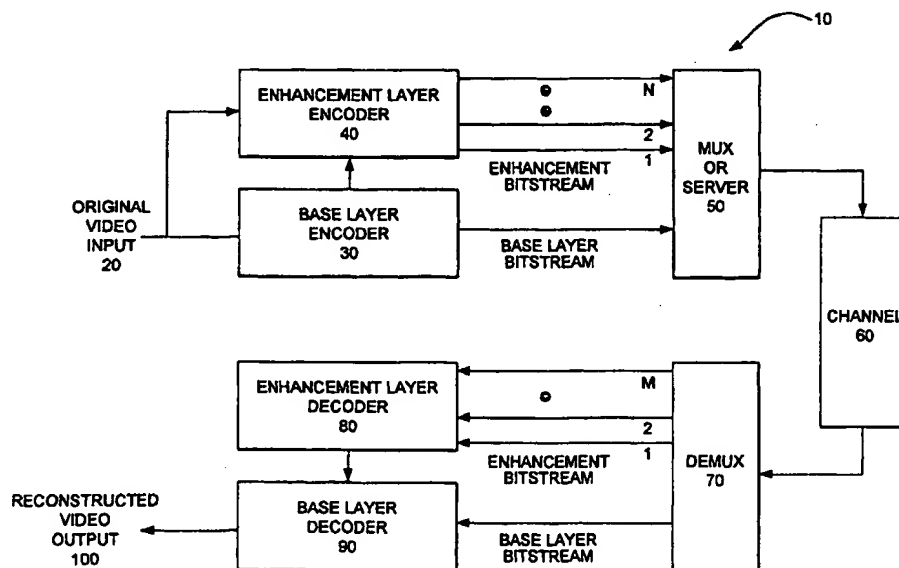 10
ENHANCEMENT LAYER
ENCODER
40
N
2
1
ENHANCEMENT
BITSTREAM
MUX
OR
SERVER
50
ORIGINAL
VIDEO
INPUT
20
BASE LAYER
ENCODER
30
BASE LAYER
BITSTREAM
CHANNEL
60
ENHANCEMENT LAYER
DECODER
80
M
2
1
ENHANCEMENT
BITSTREAM
DEMUX
70
RECONSTRUCTED
VIDEO
OUTPUT
100
BASE LAYER
DECODER
90
BASE LAYER
BITSTREAM